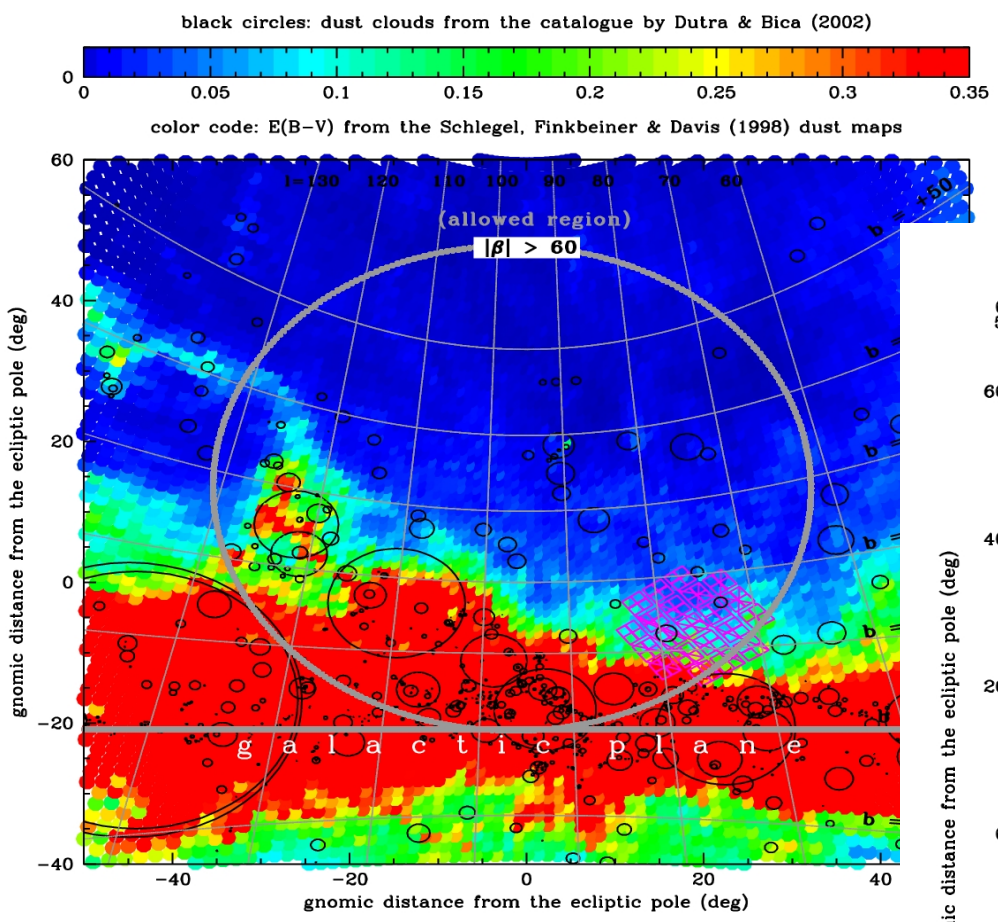 black circles: dust clouds from the catalogue by Dutra & Bica (2002)
0
0 0.05 0.1 0.15 0.2 0.25 0.3 0.35
color code: E(B−V) from the Schlegel, Finkbeiner & Davis (1998) dust maps
60
40
20
0
−20
−40
gnomic distance from the ecliptic pole (deg)
l=130 120 110 100 90 80 70 60
(allowed region)
|β| > 60
b = +50
b =
b =
b =
b
b =
g a l a c t i c p l a n e
−40 −20 0 20 40
gnomic distance from the ecliptic pole (deg)
60
40
20
0
mic distance from the ecliptic pole (deg)